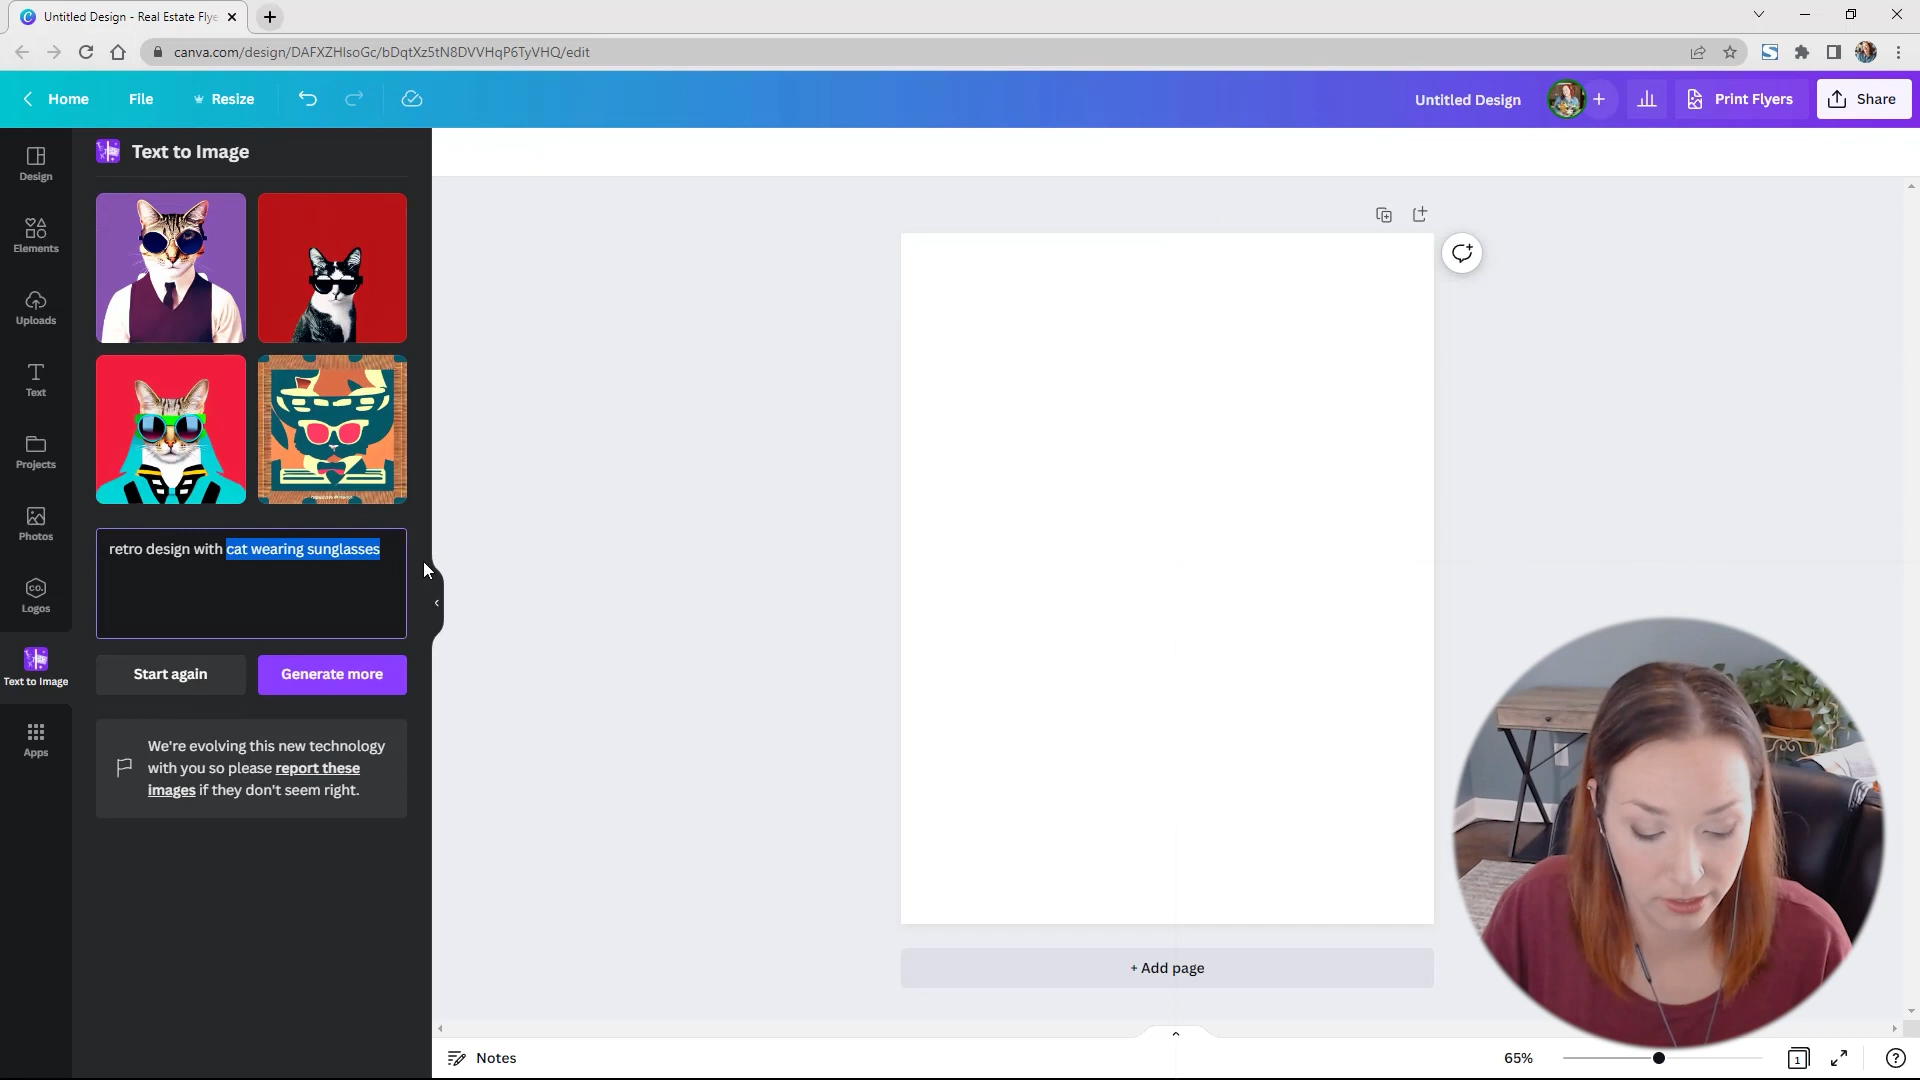 Untitled Design - Real Estate Flye
canva.com/design/DAFXZHIsoGc/bDqtXz5tN8DVVHqP6TyVHQ/edit
Home
File
Resize
Untitled Design
Print Flyers
Share
Design
Elements
Uploads
Text
Projects
Photos
CO.
Logos
Text to Image
Apps
Text to Image
retro design with cat wearing sunglasses
Start again
Generate more
We're evolving this new technology
with you so please report these
images if they don't seem right.
+ Add page
Notes
65%
1